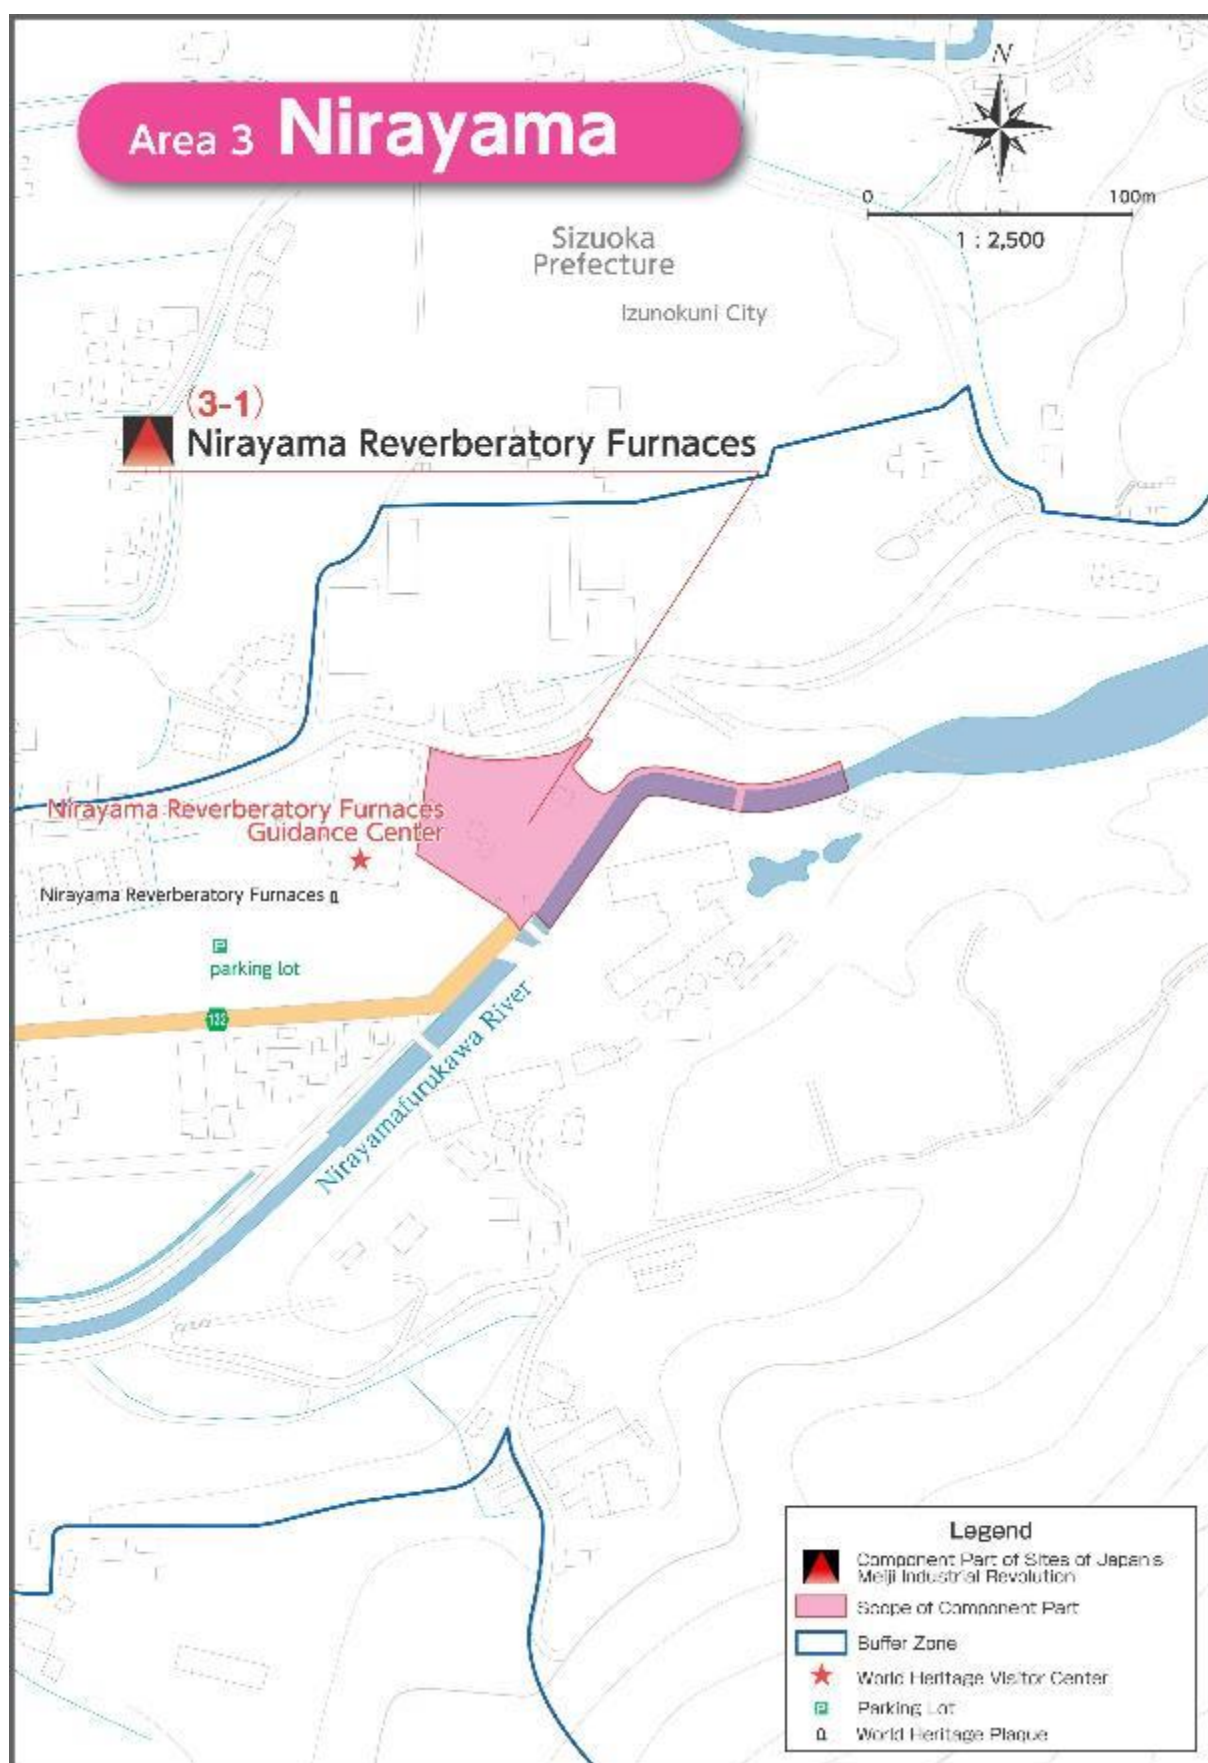 N
Area 3 Nirayama
0 100m
1 : 2,500
Sizuoka
Prefecture
Izunokuni City
(3-1)
Nirayama Reverberatory Furnaces
Nirayama Reverberatory Furnaces
Guidance Center
Nirayama Reverberatory Furnaces
P
parking lot
132
Nirayamafurukawa River
Legend
Component Part of Sites of Japan's
Meiji Industrial Revolution
Scope of Component Part
Buffer Zone
World Heritage Visitor Center
P Parking Lot
World Heritage Plaque